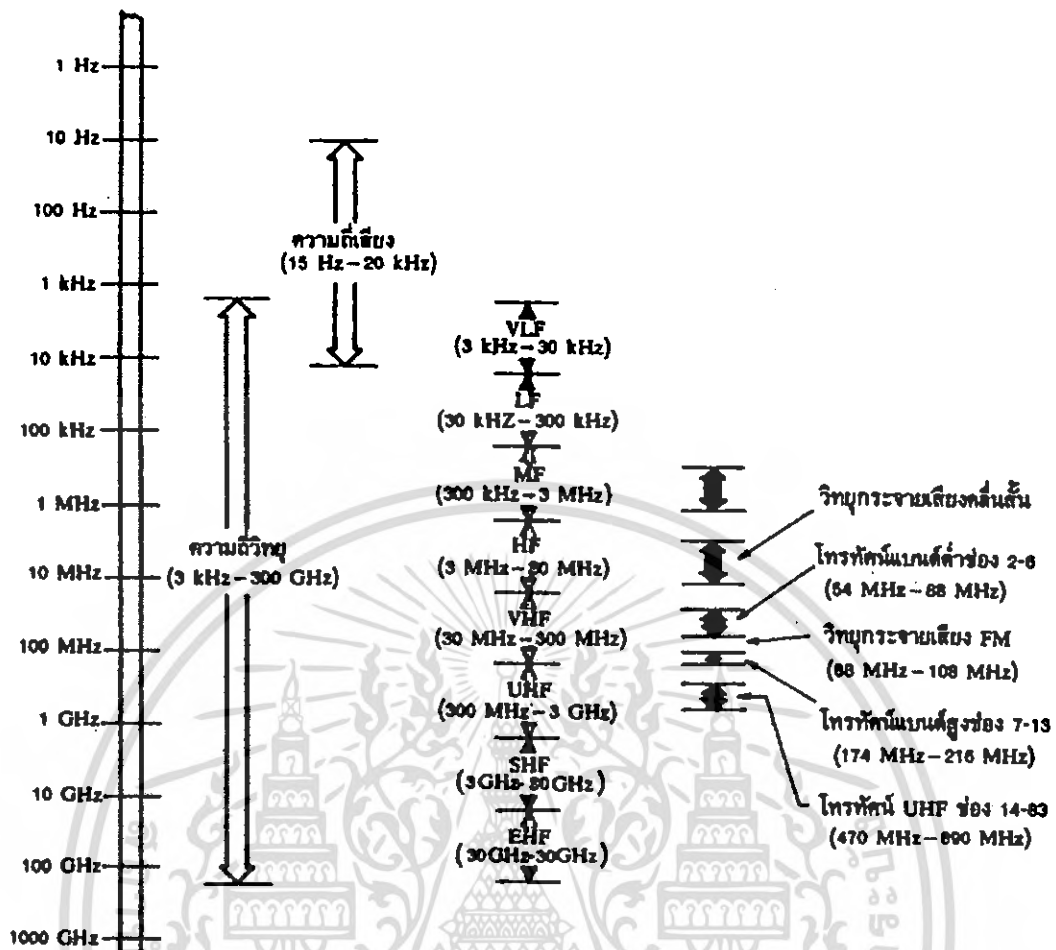 1 Hz
10 Hz
100 Hz
1 kHz
10 kHz
100 kHz
1 MHz
10 MHz
100 MHz
1 GHz
10 GHz
100 GHz
1000 GHz
ความถี่เสียง
(15 Hz-20 kHz)
ความถี่วิทยุ
(3 kHz-300 GHz)
VLF
(3 kHz-30 kHz)
LF
(30 kHZ-300 kHz)
MF
(300 kHz-3 MHz)
HF
(3 MHz-30 MHz)
VHF
(30 MHz-300 MHz)
UHF
(300 MHz-3 GHz)
SHF
(3GHz-30GHz)
EHF
(30GHz-30GHz)
วิทยุกระจายเสียงคลื่นสั้น
โทรทัศน์แบนด์ต่ำช่อง 2-6
(54 MHz-88 MHz)
วิทยุกระจายเสียง FM
(88 MHz-108 MHz)
โทรทัศน์แบนด์สูงช่อง 7-13
(174 MHz-216 MHz)
โทรทัศน์ UHF ช่อง 14-83
(470 MHz-890 MHz)